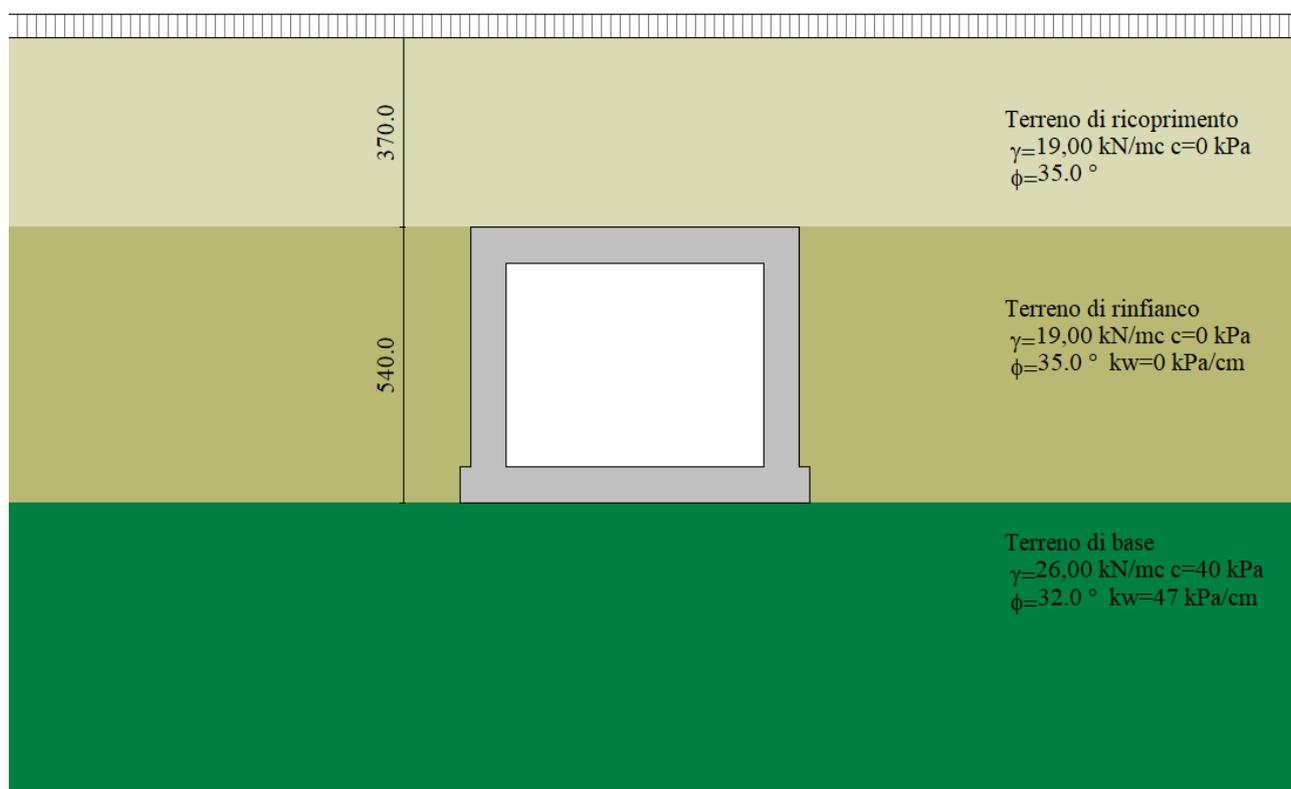 370.0
Terreno di ricoprimento
γ=19,00 kN/mc c=0 kPa
ϕ=35.0 °
540.0
Terreno di rinfianco
γ=19,00 kN/mc c=0 kPa
ϕ=35.0 ° kw=0 kPa/cm
Terreno di base
γ=26,00 kN/mc c=40 kPa
ϕ=32.0 ° kw=47 kPa/cm